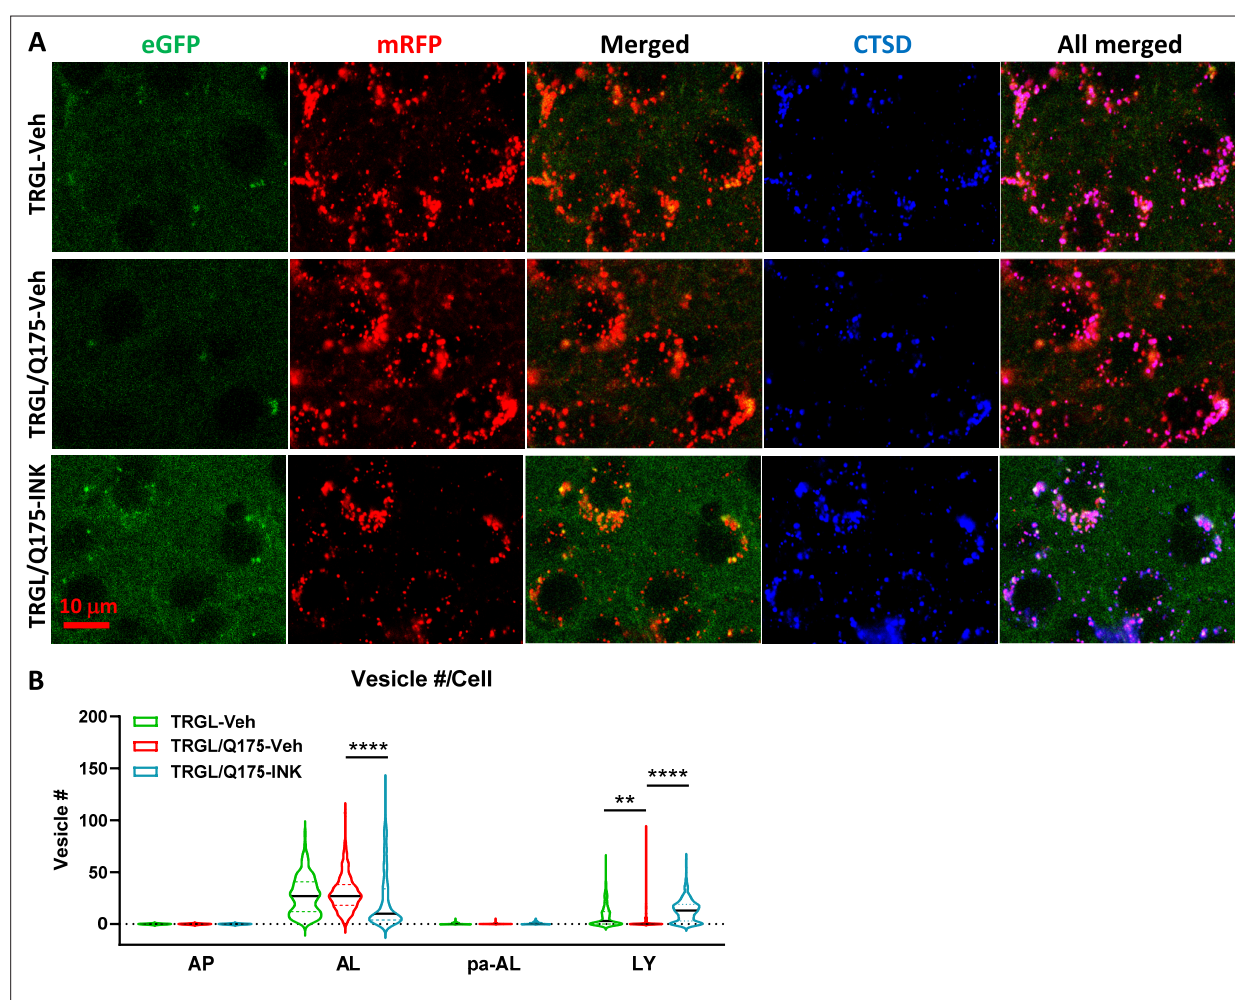 A
eGFP mRFP Merged CTSD All merged
TRGL-Veh
TRGL/Q175-Veh
TRGL/Q175-INK
10 µm
B
Vesicle #/Cell
Vesicle #
200
150
100
50
0
TRGL-Veh
TRGL/Q175-Veh
TRGL/Q175-INK
****
**
****
AP AL pa-AL LY